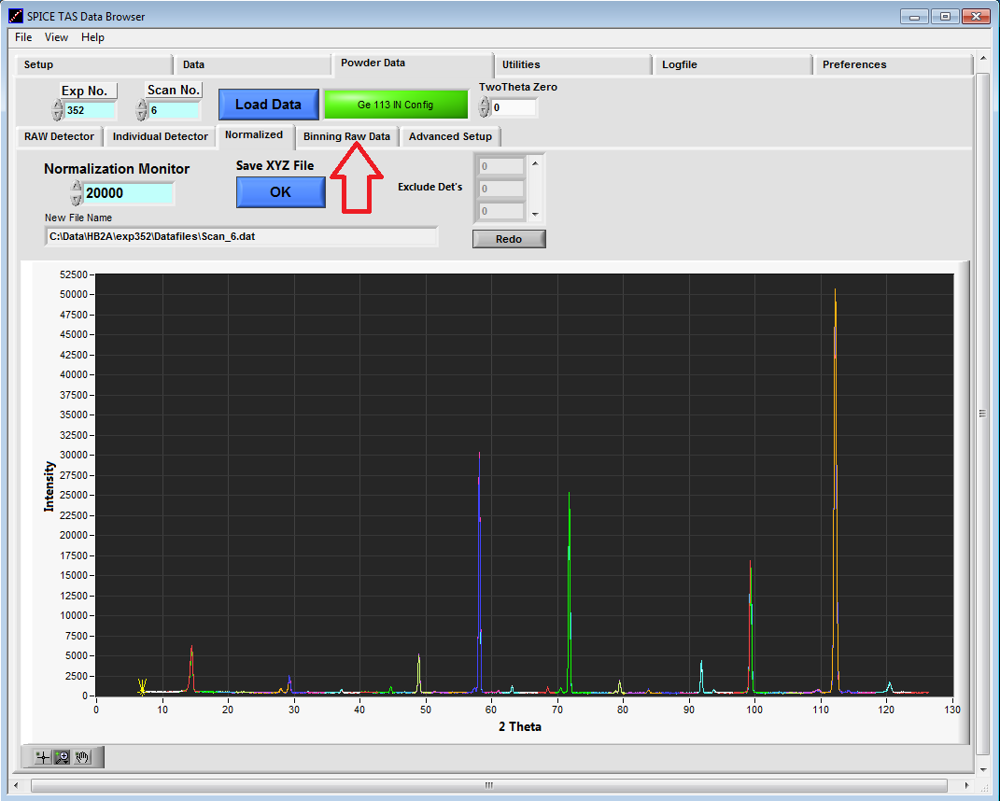 SPICE TAS Data Browser
File View Help
Setup Data Powder Data Utilities Logfile Preferences
Exp No. Scan No. TwoTheta Zero
352 6 Load Data Ge 113 IN Config 0
RAW Detector Individual Detector Normalized Binning Raw Data Advanced Setup
Normalization Monitor Save XYZ File 0
20000 OK Exclude Det's 0
New File Name 0
C:\Data\HB2A\exp352\Datafiles\Scan_6.dat Redo
52500
50000
47500
45000
42500
40000
37500
35000
32500
30000
27500
25000
22500
20000
17500
15000
12500
10000
7500
5000
2500
0
Intensity
0 10 20 30 40 50 60 70 80 90 100 110 120 130
2 Theta